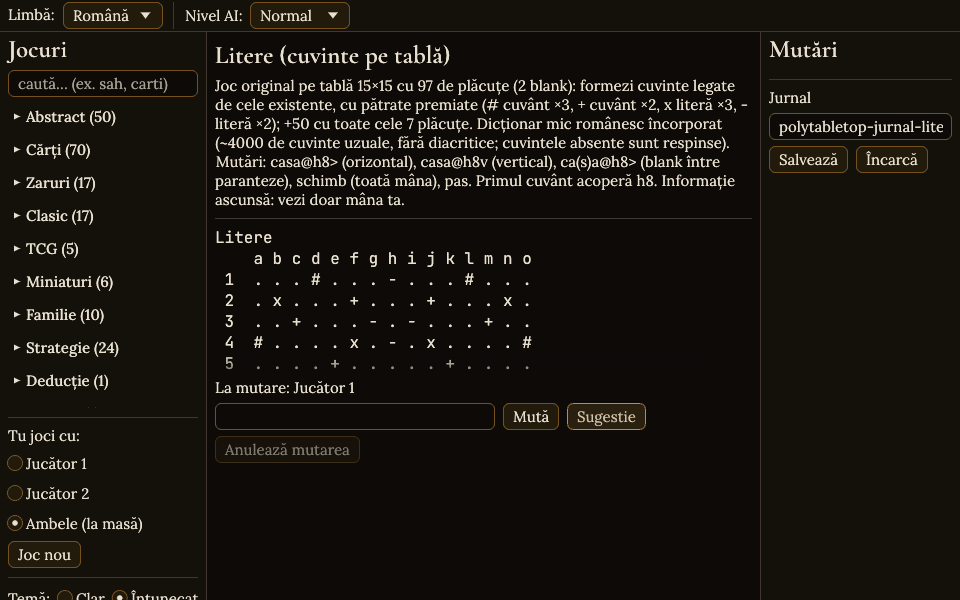 Limbă: Română Nivel AI: Normal
Jocuri
caută... (ex. sah, carti)
Abstract (50)
Cărți (70)
Zaruri (17)
Clasic (17)
TCG (5)
Miniaturi (6)
Familie (10)
Strategie (24)
Deducție (1)
Tu joci cu:
Jucător 1
Jucător 2
Ambele (la masă)
Joc nou
Temă: Clar Întunecat
Litere (cuvinte pe tablă)
Joc original pe tablă 15×15 cu 97 de plăcuțe (2 blank): formezi cuvinte legate
de cele existente, cu pătrate premiate (# cuvânt ×3, + cuvânt ×2, x literă ×3, -
literă ×2); +50 cu toate cele 7 plăcuțe. Dicționar mic românesc încorporat
(~4000 de cuvinte uzuale, fără diacritice; cuvintele absente sunt respinse).
Mutări: casa@h8> (orizontal), casa@h8v (vertical), ca(s)a@h8> (blank între
paranteze), schimb (toată mâna), pas. Primul cuvânt acoperă h8. Informație
ascunsă: vezi doar mâna ta.
Litere
a b c d e f g h i j k l m n o
1 . . . # . . . - . . . # . . .
2 . x . . . + . . . + . . . x .
3 . . + . . . - . - . . . + . .
4 # . . . . x . - . x . . . . #
5 . . . . + . . . . . + . . . .
La mutare: Jucător 1
Mută Sugestie
Anulează mutarea
Mutări
Jurnal
polytabletop-jurnal-lite
Salvează Încarcă